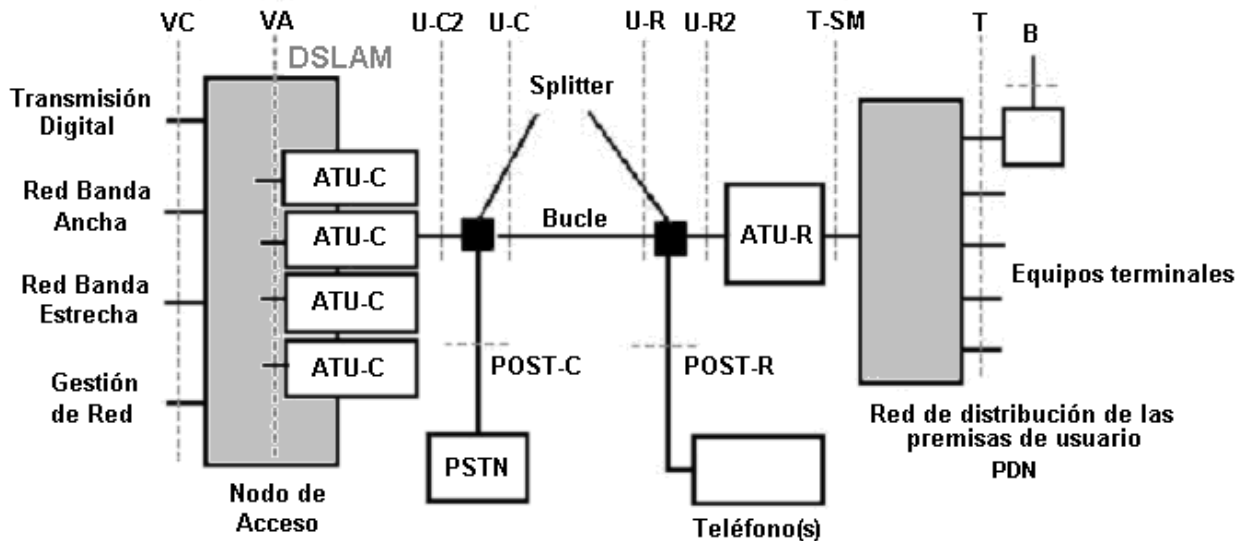 VC
VA
U-C2
U-C
U-R
U-R2
T-SM
T
B
DSLAM
Splitter
Transmisión
Digital
Red Banda
Ancha
Red Banda
Estrecha
Gestión
de Red
ATU-C
ATU-C
ATU-C
ATU-C
Bucle
ATU-R
Equipos terminales
POST-C
POST-R
PSTN
Nodo de
Acceso
Teléfono(s)
Red de distribución de las
premisas de usuario
PDN